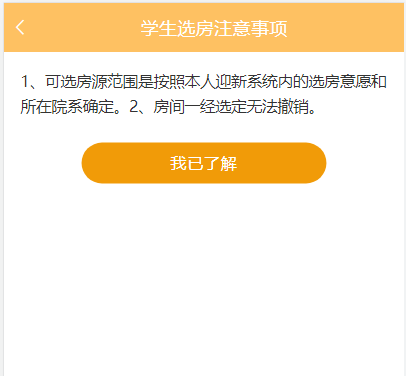 学生选房注意事项
1、可选房源范围是按照本人迎新系统内的选房意愿和
所在院系确定。2、房间一经选定无法撤销。
我已了解